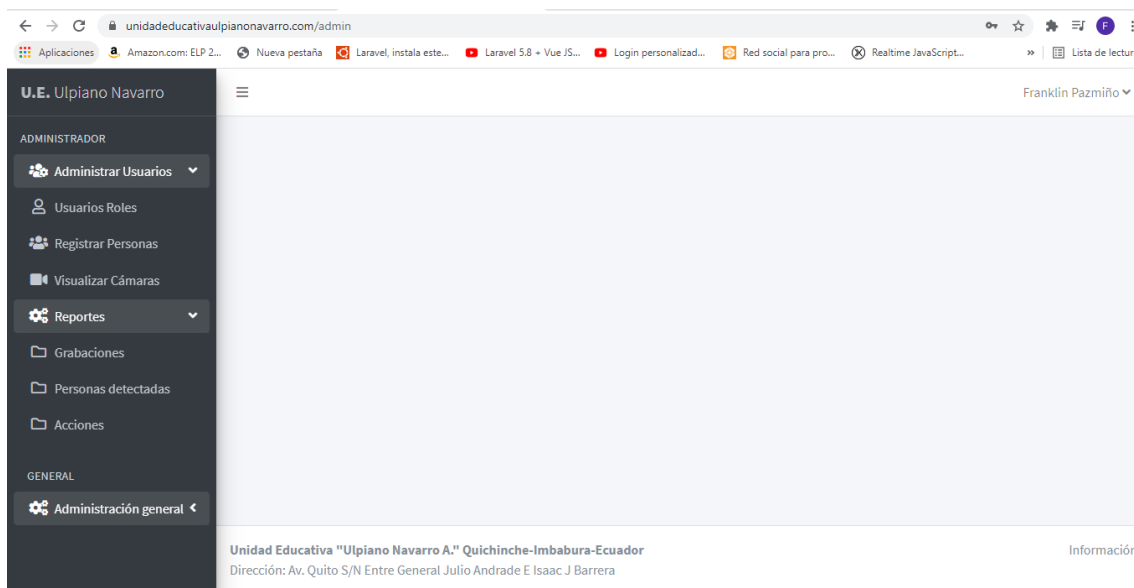 unidadeducativaulpianonavarro.com/admin
F
Aplicaciones Amazon.com: ELP 2... Nueva pestaña Laravel, instala este... Laravel 5.8 + Vue JS... Login personalizad... Red social para pro... Realtime JavaScript... » Lista de lectur
U.E. Ulpiano Navarro
Franklin Pazmiño
ADMINISTRADOR
Administrar Usuarios
Usuarios Roles
Registrar Personas
Visualizar Cámaras
Reportes
Grabaciones
Personas detectadas
Acciones
GENERAL
Administración general
Unidad Educativa "Ulpiano Navarro A." Quichinche-Imbabura-Ecuador
Información
Dirección: Av. Quito S/N Entre General Julio Andrade E Isaac J Barrera